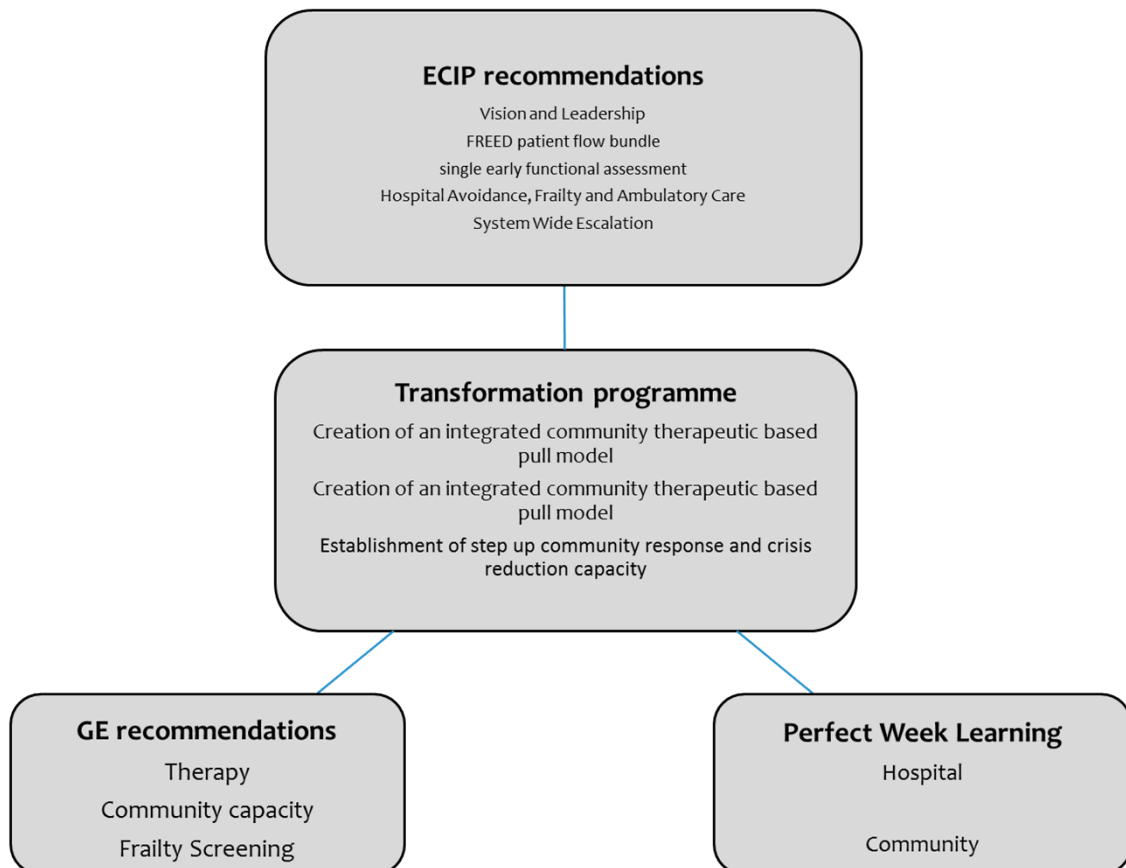 ECIP recommendations
Vision and Leadership
FREED patient flow bundle
single early functional assessment
Hospital Avoidance, Frailty and Ambulatory Care
System Wide Escalation
Transformation programme
Creation of an integrated community therapeutic based
pull model
Creation of an integrated community therapeutic based
pull model
Establishment of step up community response and crisis
reduction capacity
GE recommendations
Therapy
Community capacity
Frailty Screening
Perfect Week Learning
Hospital
Community